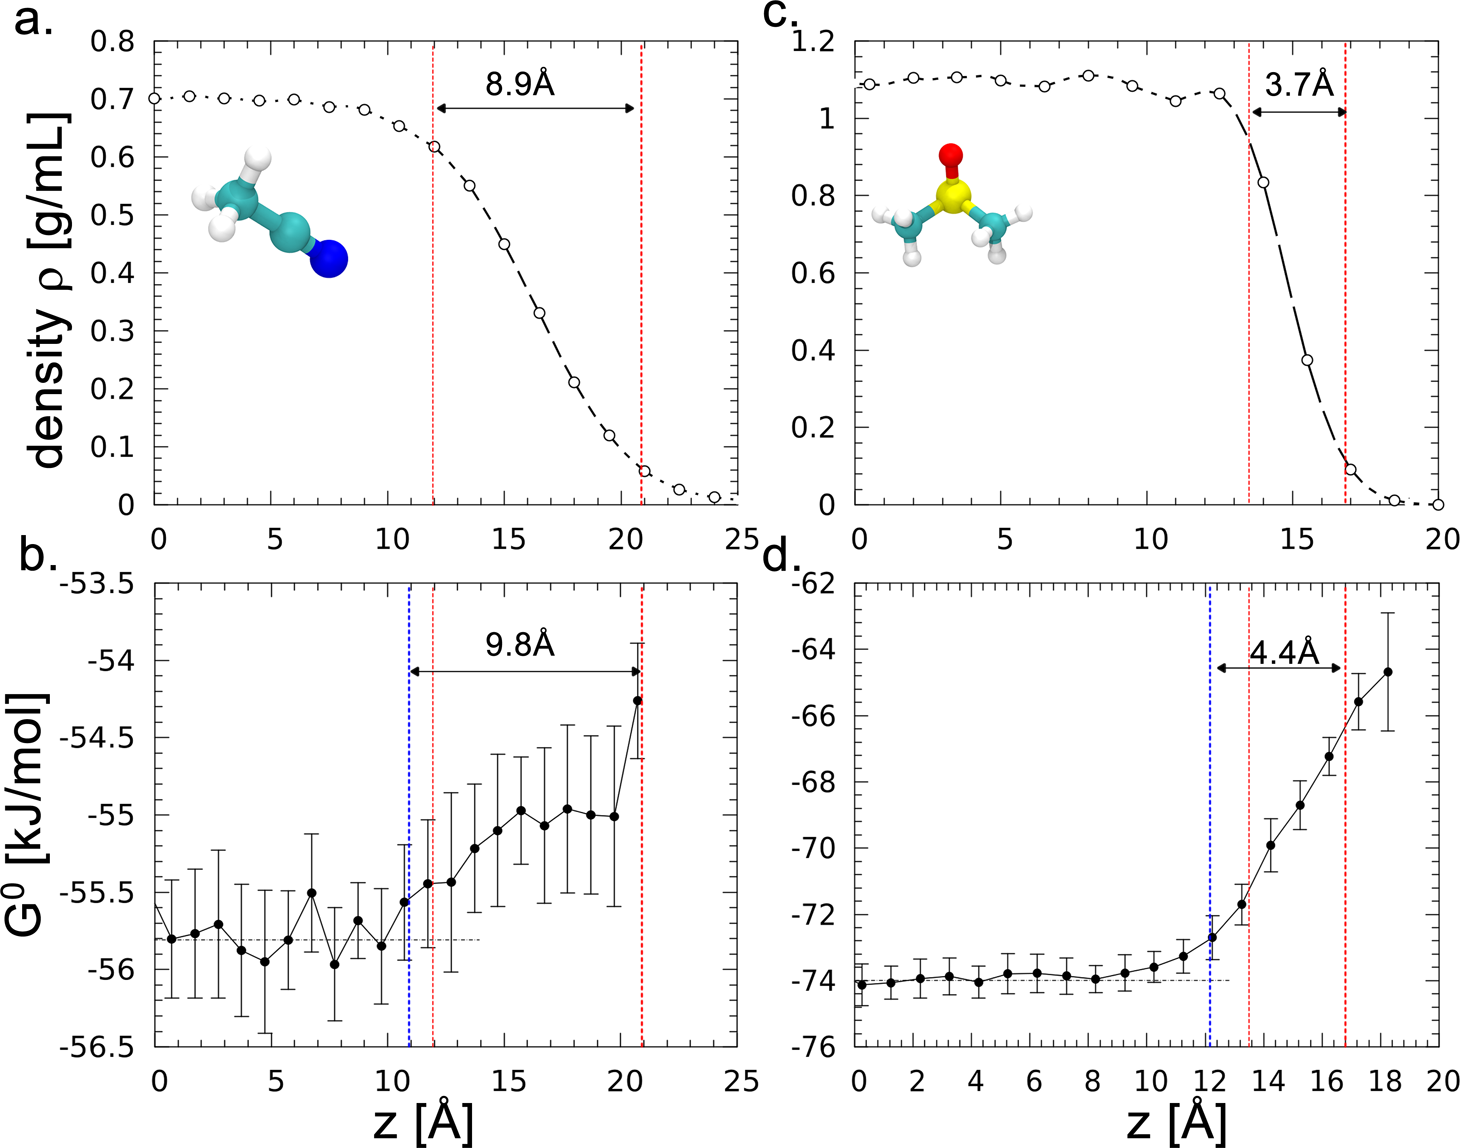 a.
density ρ [g/mL]
0.8
0.7
0.6
0.5
0.4
0.3
0.2
0.1
0
8.9Å
0 5 10 15 20 25
c.
1.2
1
0.8
0.6
0.4
0.2
0
3.7Å
0 5 10 15 20
b.
G⁰ [kJ/mol]
-53.5
-54
-54.5
-55
-55.5
-56
-56.5
9.8Å
0 5 10 15 20 25
z [Å]
d.
-62
-64
-66
-68
-70
-72
-74
-76
4.4Å
0 2 4 6 8 10 12 14 16 18 20
z [Å]